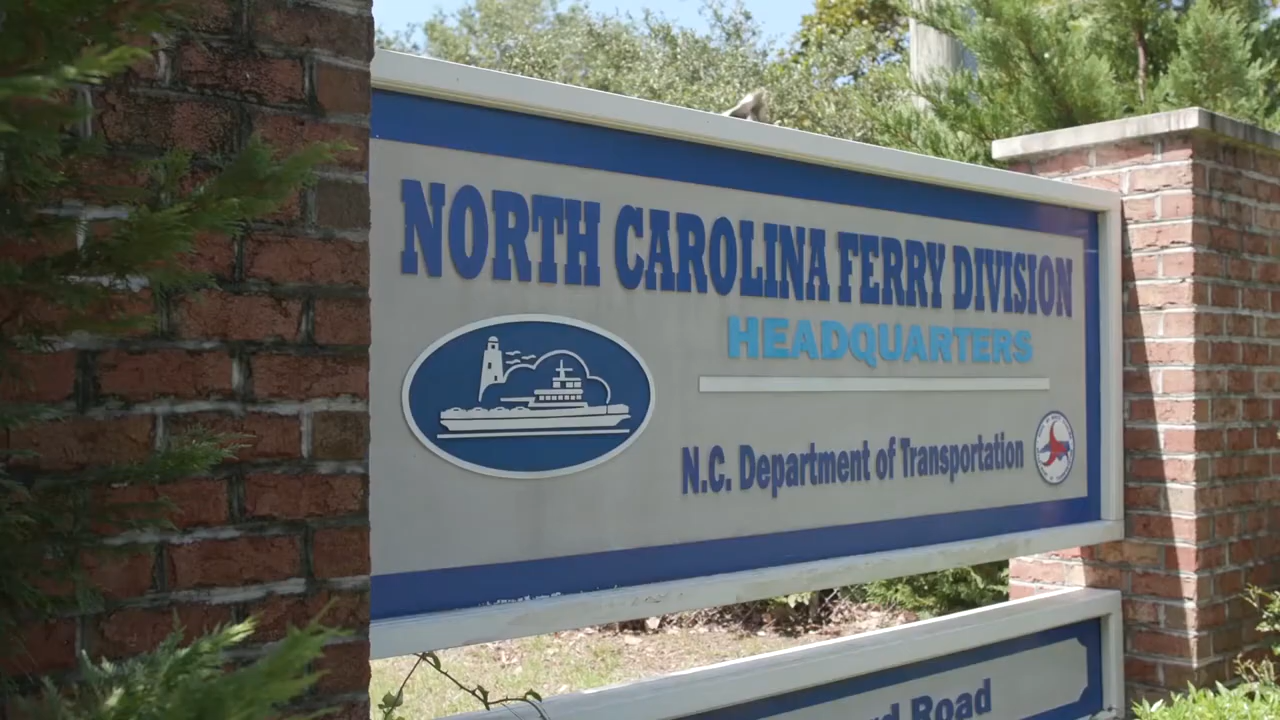 NORTH CAROLINA FERRY DIVISION
HEADQUARTERS
N.C. Department of Transportation
Road